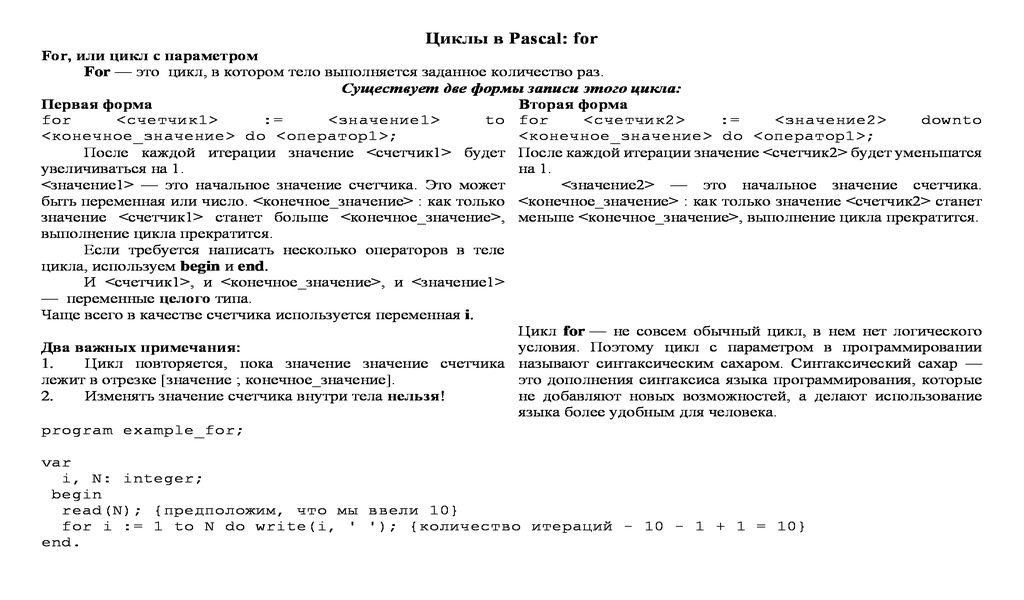 Циклы в Pascal: for
For, или цикл с параметром
For — это цикл, в котором тело выполняется заданное количество раз.
Существует две формы записи этого цикла:
Первая форма
for <счетчик1> := <значение1> to
<конечное_значение> do <оператор1>;
После каждой итерации значение <счетчик1> будет
увеличиваться на 1.
<значение1> — это начальное значение счетчика. Это может
быть переменная или число. <конечное_значение> : как только
значение <счетчик1> станет больше <конечное_значение>,
выполнение цикла прекратится.
Если требуется написать несколько операторов в теле
цикла, используем begin и end.
И <счетчик1>, и <конечное_значение>, и <значение1>
— переменные целого типа.
Чаще всего в качестве счетчика используется переменная i.
Вторая форма
for <счетчик2> := <значение2> downto
<конечное_значение> do <оператор1>;
После каждой итерации значение <счетчик2> будет уменьшатся
на 1.
<значение2> — это начальное значение счетчика.
<конечное_значение> : как только значение <счетчик2> станет
меньше <конечное_значение>, выполнение цикла прекратится.
Два важных примечания:
1. Цикл повторяется, пока значение значение счетчика
лежит в отрезке [значение ; конечное_значение].
2. Изменять значение счетчика внутри тела нельзя!
Цикл for — не совсем обычный цикл, в нем нет логического
условия. Поэтому цикл с параметром в программировании
называют синтаксическим сахаром. Синтаксический сахар —
это дополнения синтаксиса языка программирования, которые
не добавляют новых возможностей, а делают использование
языка более удобным для человека.
program example_for;
var
i, N: integer;
begin
read(N); {предположим, что мы ввели 10}
for i := 1 to N do write(i, ' '); {количество итераций - 10 - 1 + 1 = 10}
end.